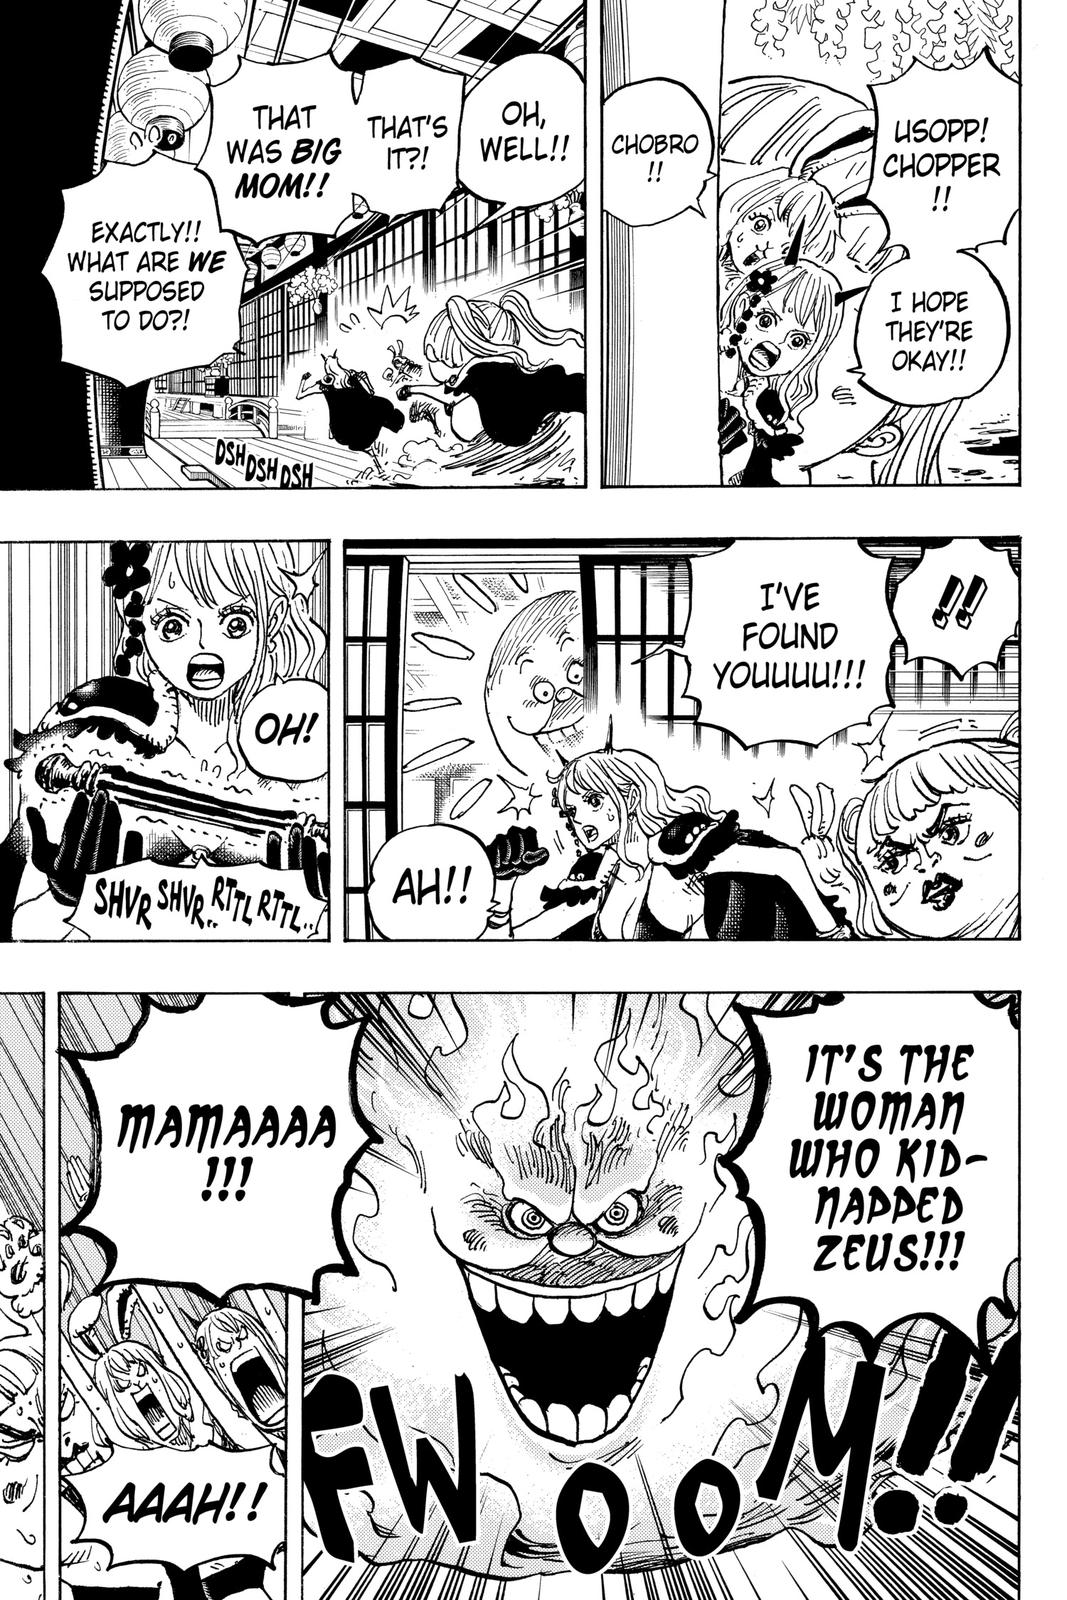 USOPP!
CHOPPER
!!
I HOPE
THEY'RE
OKAY!!
CHOBRO
!!
OH,
WELL!!
THAT'S
IT?!
THAT
WAS BIG
MOM!!
EXACTLY!!
WHAT ARE WE
SUPPOSED
TO DO?!
DSH DSH DSH
!!
I'VE
FOUND
YOUUUU!!!
AH!!
OH!
SHVR SHVR.. RTTL RTTL..
IT'S THE
WOMAN
WHO KID-
NAPPED
ZEUS!!!
MAMAAAA
!!!
FWOOM!!
AAAH!!